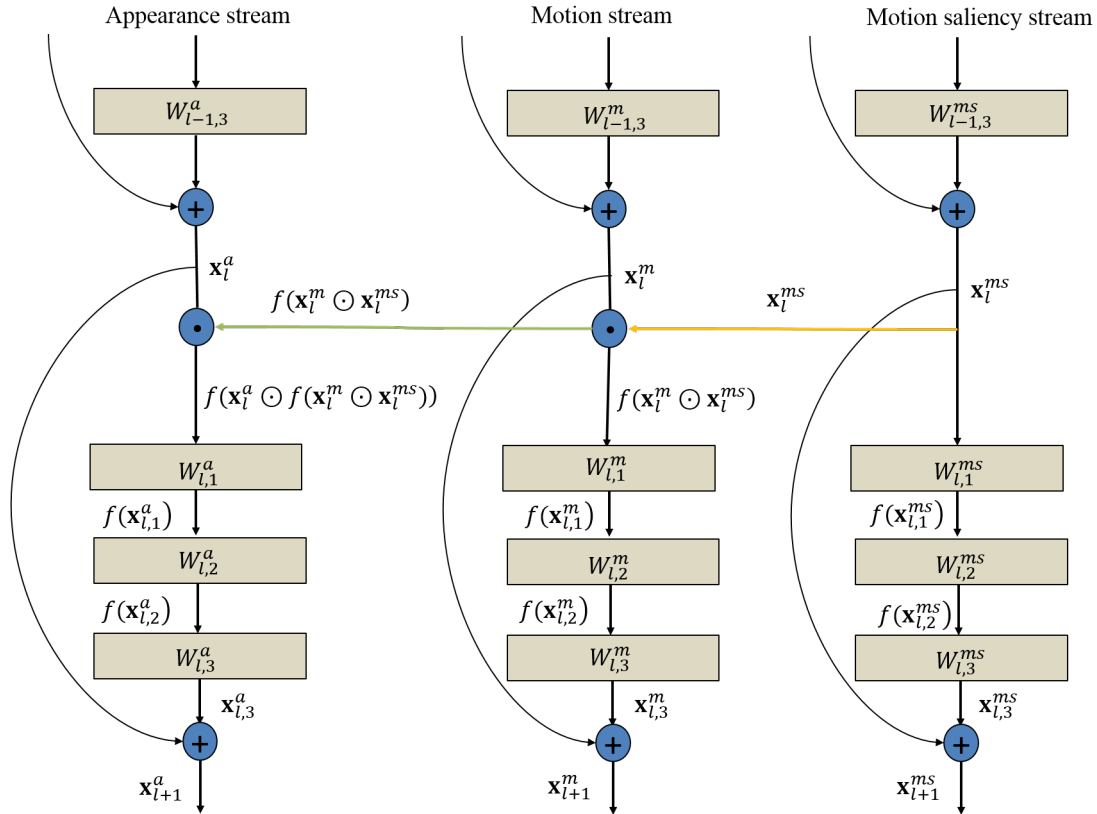 Appearance stream
Motion stream
Motion saliency stream
W^a_{l−1,3}
W^m_{l−1,3}
W^{ms}_{l−1,3}
+
+
+
x^a_l
x^m_l
x^{ms}_l
f(x^m_l ⊙ x^{ms}_l)
x^{ms}_l
f(x^a_l ⊙ f(x^m_l ⊙ x^{ms}_l))
f(x^m_l ⊙ x^{ms}_l)
W^a_{l,1}
W^m_{l,1}
W^{ms}_{l,1}
f(x^a_{l,1})
f(x^m_{l,1})
f(x^{ms}_{l,1})
W^a_{l,2}
W^m_{l,2}
W^{ms}_{l,2}
f(x^a_{l,2})
f(x^m_{l,2})
f(x^{ms}_{l,2})
W^a_{l,3}
W^m_{l,3}
W^{ms}_{l,3}
x^a_{l,3}
x^m_{l,3}
x^{ms}_{l,3}
+
+
+
x^a_{l+1}
x^m_{l+1}
x^{ms}_{l+1}